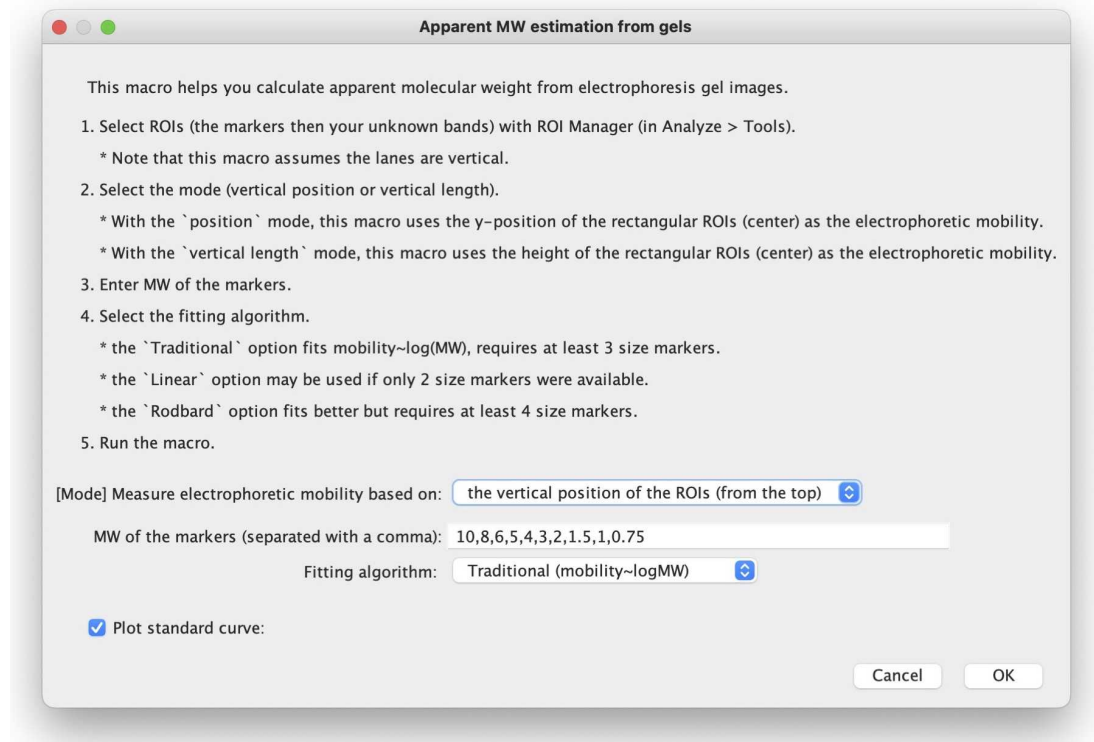 Apparent MW estimation from gels
This macro helps you calculate apparent molecular weight from electrophoresis gel images.
1. Select ROIs (the markers then your unknown bands) with ROI Manager (in Analyze > Tools).
* Note that this macro assumes the lanes are vertical.
2. Select the mode (vertical position or vertical length).
* With the `position` mode, this macro uses the y-position of the rectangular ROIs (center) as the electrophoretic mobility.
* With the `vertical length` mode, this macro uses the height of the rectangular ROIs (center) as the electrophoretic mobility.
3. Enter MW of the markers.
4. Select the fitting algorithm.
* the `Traditional` option fits mobility~log(MW), requires at least 3 size markers.
* the `Linear` option may be used if only 2 size markers were available.
* the `Rodbard` option fits better but requires at least 4 size markers.
5. Run the macro.
[Mode] Measure electrophoretic mobility based on: the vertical position of the ROIs (from the top)
MW of the markers (separated with a comma): 10,8,6,5,4,3,2,1.5,1,0.75
Fitting algorithm: Traditional (mobility~logMW)
Plot standard curve:
Cancel OK